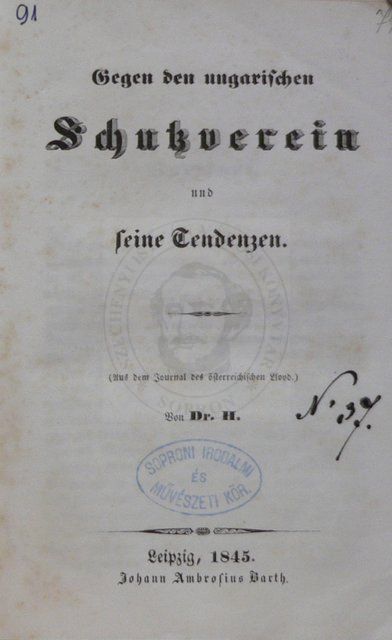 91
Gegen den ungarischen
Schutzverein
und
seine Tendenzen.
(Aus dem Journal des österreichischen Lloyd.)
Von Dr. H.
No 37.
SOPRONI IRODALMI
ÉS
MŰVÉSZETI KÖR.
Leipzig, 1845.
Johann Ambrosius Barth.